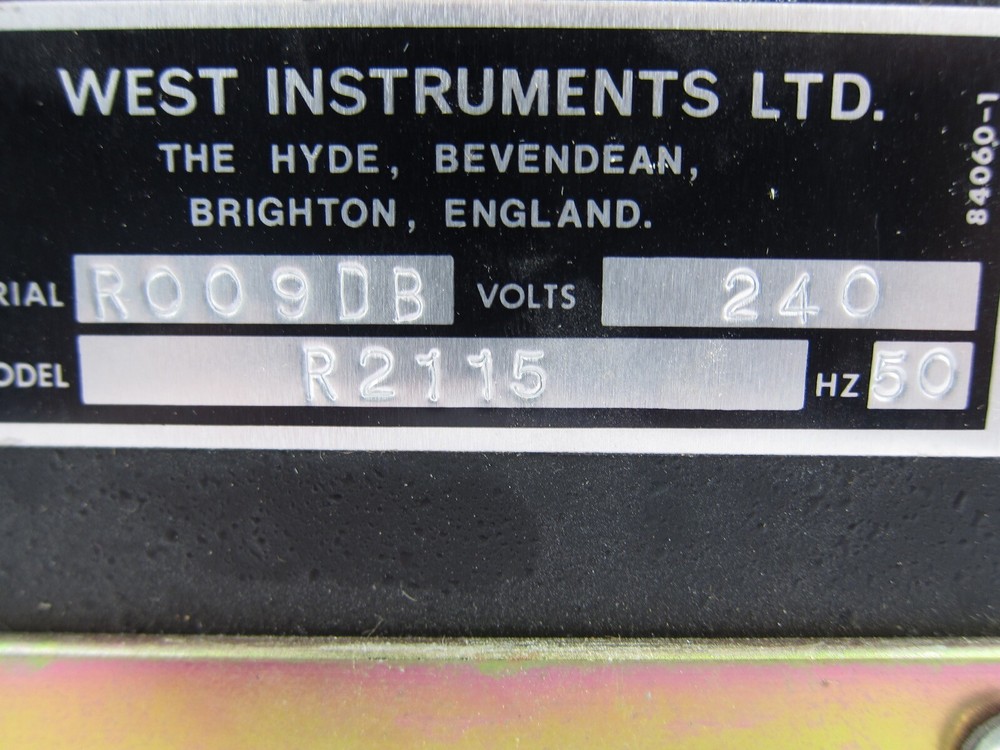 WEST INSTRUMENTS LTD.
THE HYDE, BEVENDEAN,
BRIGHTON, ENGLAND.
RIAL R009DB VOLTS 240
ODEL R2115 HZ 50
84060-1